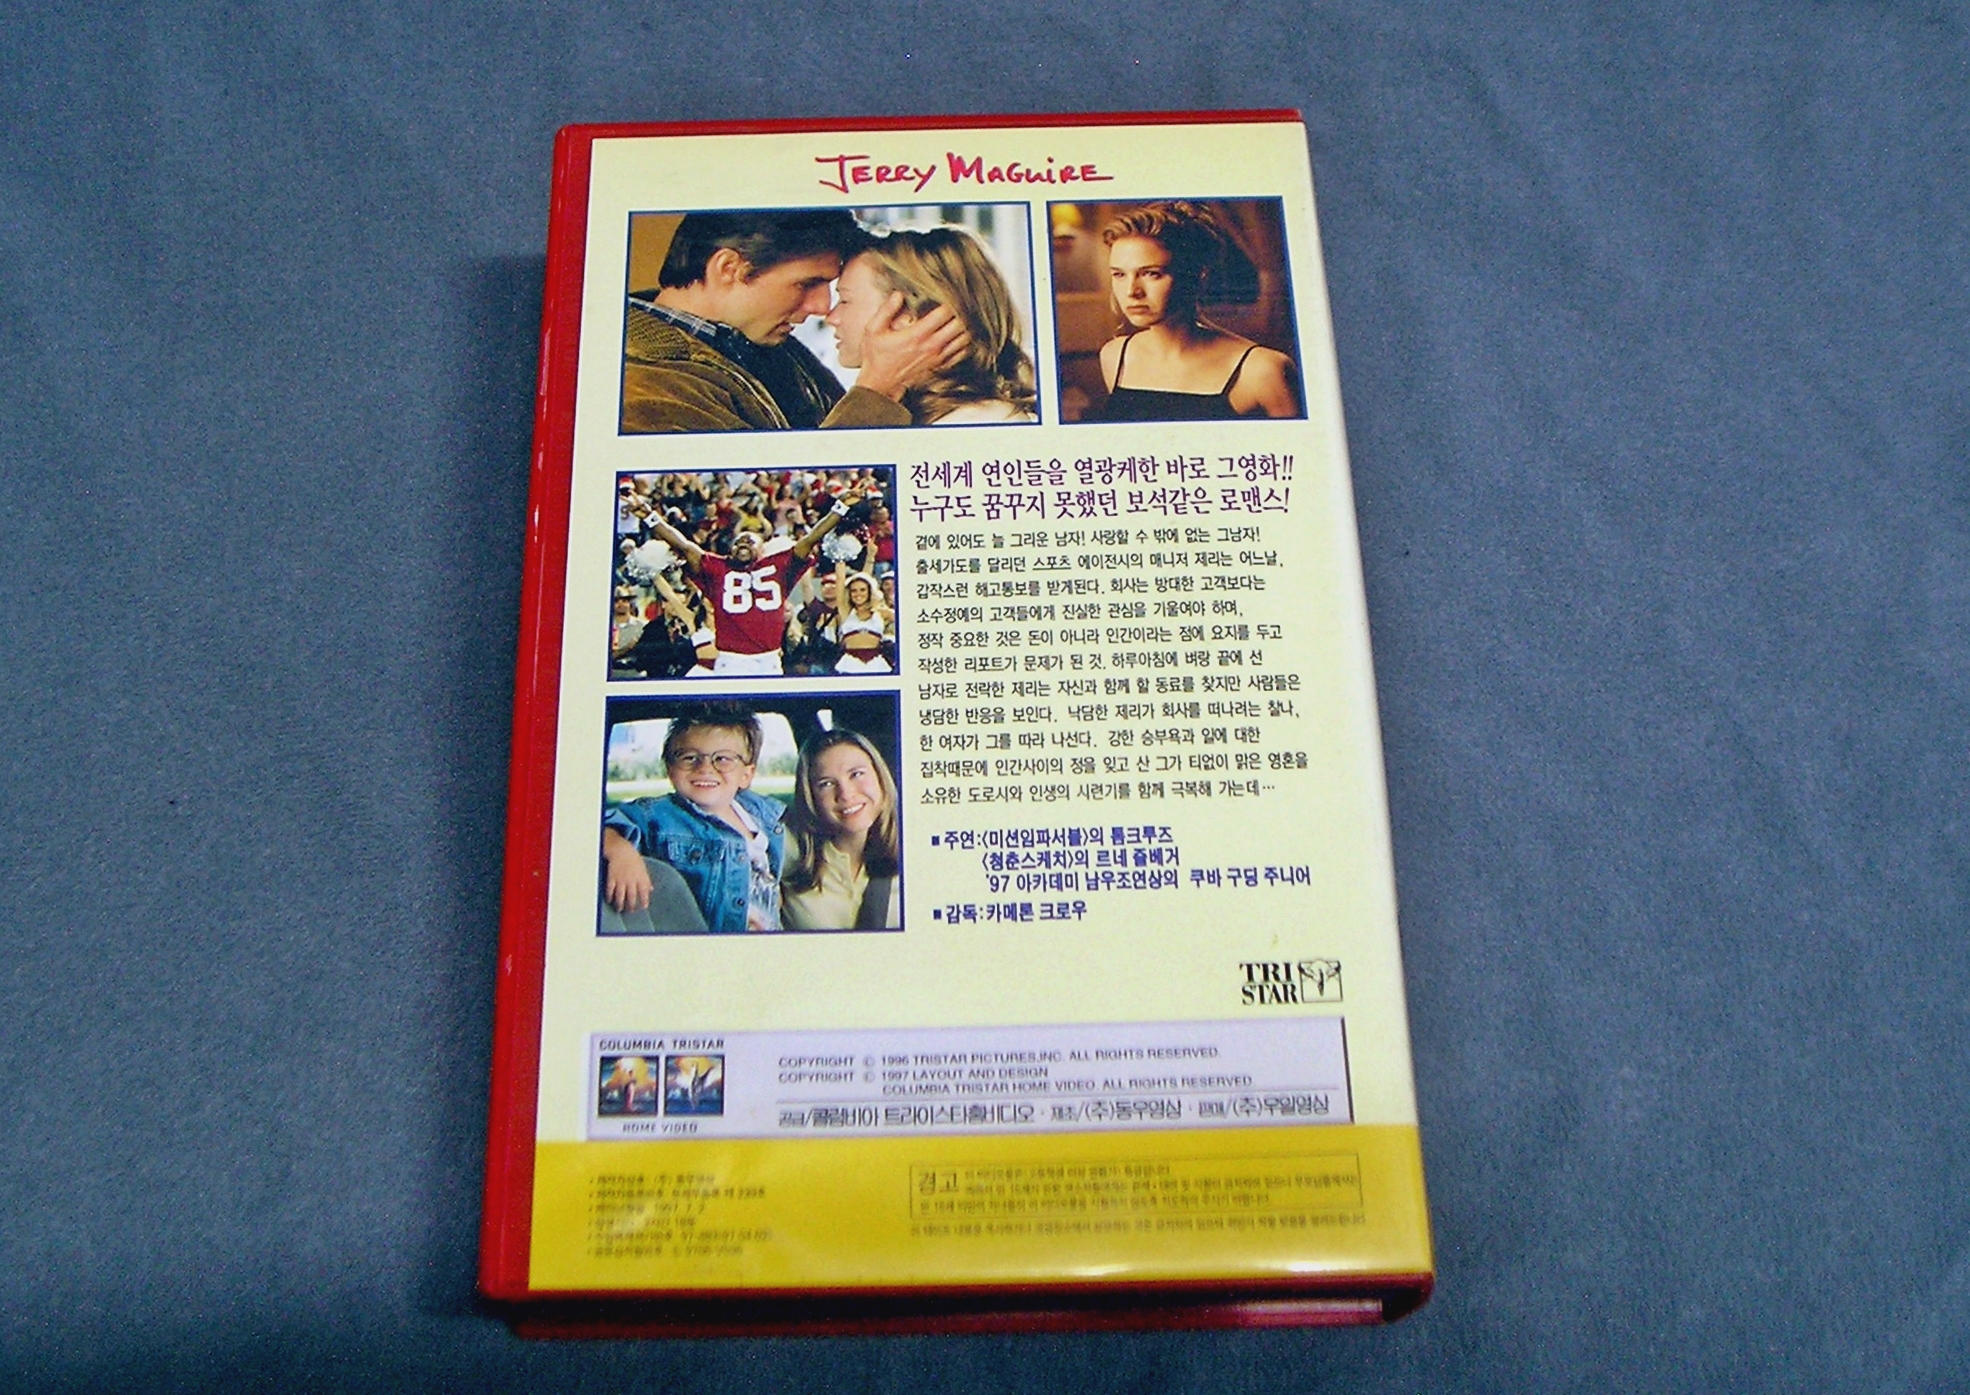 JERRY MAGUIRE
85
전세계 연인들을 열광케한 바로 그영화!!
누구도 꿈꾸지 못했던 보석같은 로맨스!
곁에 있어도 늘 그리운 남자! 사랑할 수 밖에 없는 그남자!
출세가도를 달리던 스포츠 에이전시의 매니저 제리는 어느날,
갑작스런 해고통보를 받게된다. 회사는 방대한 고객보다는
소수정예의 고객들에게 진실한 관심을 기울여야 하며,
정작 중요한 것은 돈이 아니라 인간이라는 점에 요지를 두고
작성한 리포트가 문제가 된 것. 하루아침에 벼랑 끝에 선
남자로 전락한 제리는 자신과 함께 할 동료를 찾지만 사람들은
냉담한 반응을 보인다. 낙담한 제리가 회사를 떠나려는 찰나,
한 여자가 그를 따라 나선다. 강한 승부욕과 일에 대한
집착때문에 인간사이의 정을 잊고 산 그가 티없이 맑은 영혼을
소유한 도로시와 인생의 시련기를 함께 극복해 가는데…
■ 주연:〈미션임파서블〉의 톰크루즈
〈청춘스케치〉의 르네 즐베거
'97 아카데미 남우조연상의 쿠바 구딩 주니어
■ 감독:카메론 크로우
TRI
STAR
COLUMBIA TRISTAR
HOME VIDEO
COPYRIGHT © 1996 TRISTAR PICTURES,INC. ALL RIGHTS RESERVED.
COPYRIGHT © 1997 LAYOUT AND DESIGN
COLUMBIA TRISTAR HOME VIDEO. ALL RIGHTS RESERVED
공급/콜럼비아 트라이스타홈비디오 · 제조/(주)동우영상 · 판매/(주)우일영상
경고